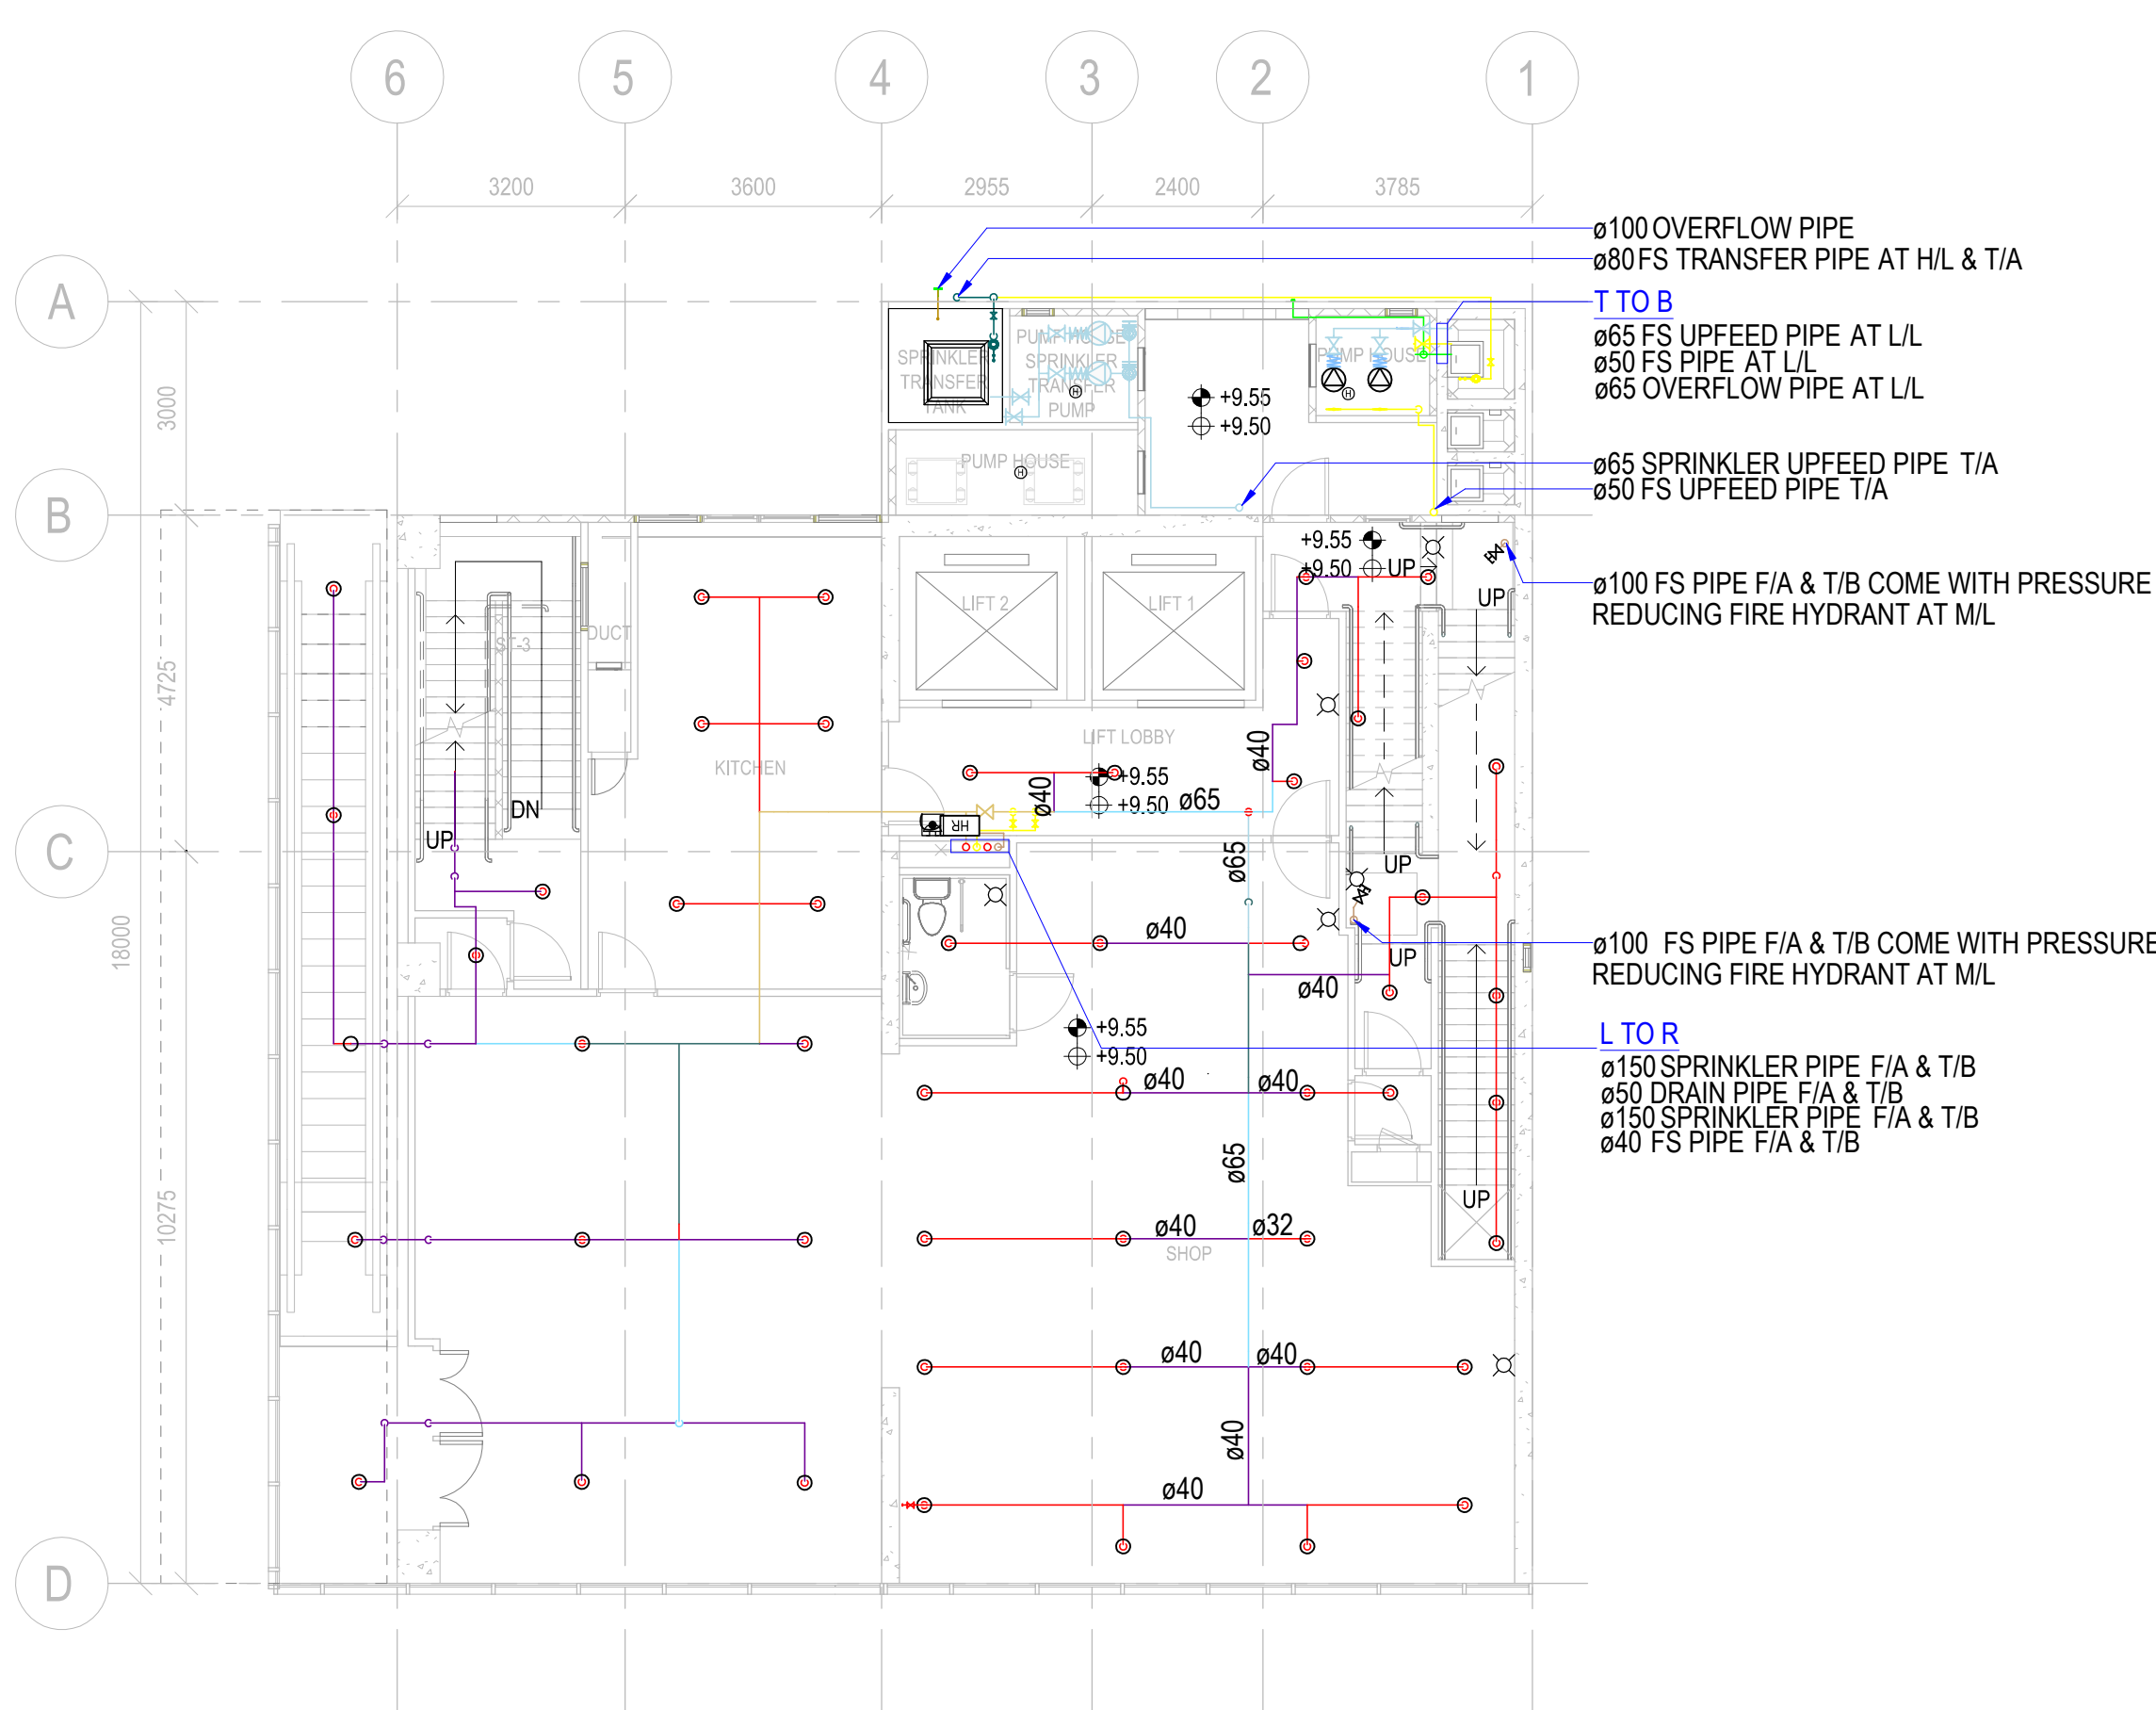 6
5
4
3
2
1
3200
3600
2955
2400
3785
ø100 OVERFLOW PIPE
ø80 FS TRANSFER PIPE AT H/L & T/A
A
T TO B
ø65 FS UPFEED PIPE AT L/L
ø50 FS PIPE AT L/L
ø65 OVERFLOW PIPE AT L/L
SPRINKLER
TRANSFER
TANK
PUMP HOUSE
SPRINKLER
TRANSFER
PUMP
H
PUMP HOUSE
H
+9.55
+9.50
3000
PUMP HOUSE
H
ø65 SPRINKLER UPFEED PIPE T/A
ø50 FS UPFEED PIPE T/A
B
+9.55
+9.50
UP
UP
ø100 FS PIPE F/A & T/B COME WITH PRESSURE
REDUCING FIRE HYDRANT AT M/L
LIFT 2
LIFT 1
DUCT
ST-3
4725
LIFT LOBBY
ø40
KITCHEN
+9.55
+9.50
ø40
ø65
DN
UP
HR
C
ø65
UP
18000
ø40
UP
ø40
ø100 FS PIPE F/A & T/B COME WITH PRESSURE
REDUCING FIRE HYDRANT AT M/L
+9.55
+9.50
L TO R
ø150 SPRINKLER PIPE F/A & T/B
ø50 DRAIN PIPE F/A & T/B
ø150 SPRINKLER PIPE F/A & T/B
ø40 FS PIPE F/A & T/B
ø40
ø40
ø65
10275
UP
ø40
ø32
SHOP
ø40
ø40
ø40
ø40
D